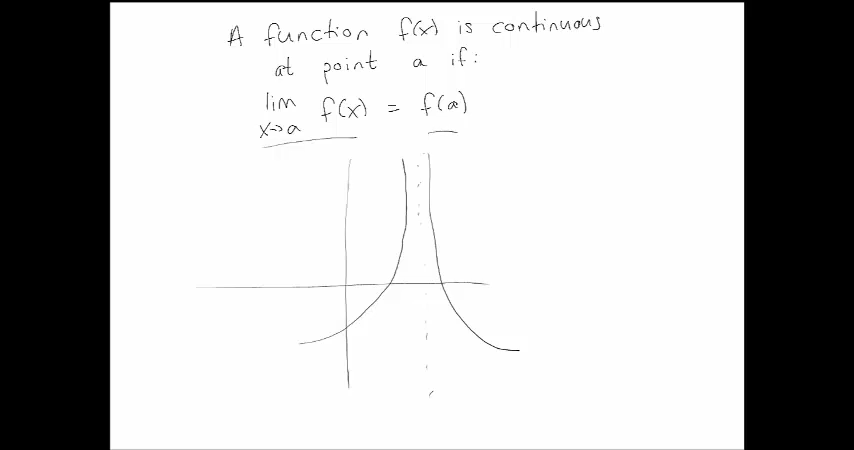 A function f(x) is continuous
at point a if:
lim f(x) = f(a)
x→a